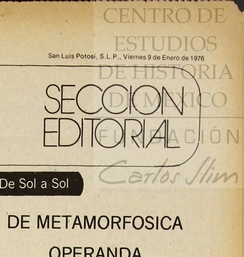 CENTRO DE
ESTUDIOS
San Luis Potosí, S.L.P., Viernes 9 de Enero de 1976
DE HISTORIA
DE MEXICO
SECCION
EDITORIAL
FUNDACIÓN
Carlos Slim
De Sol a Sol
DE METAMORFOSICA
OPERANDA